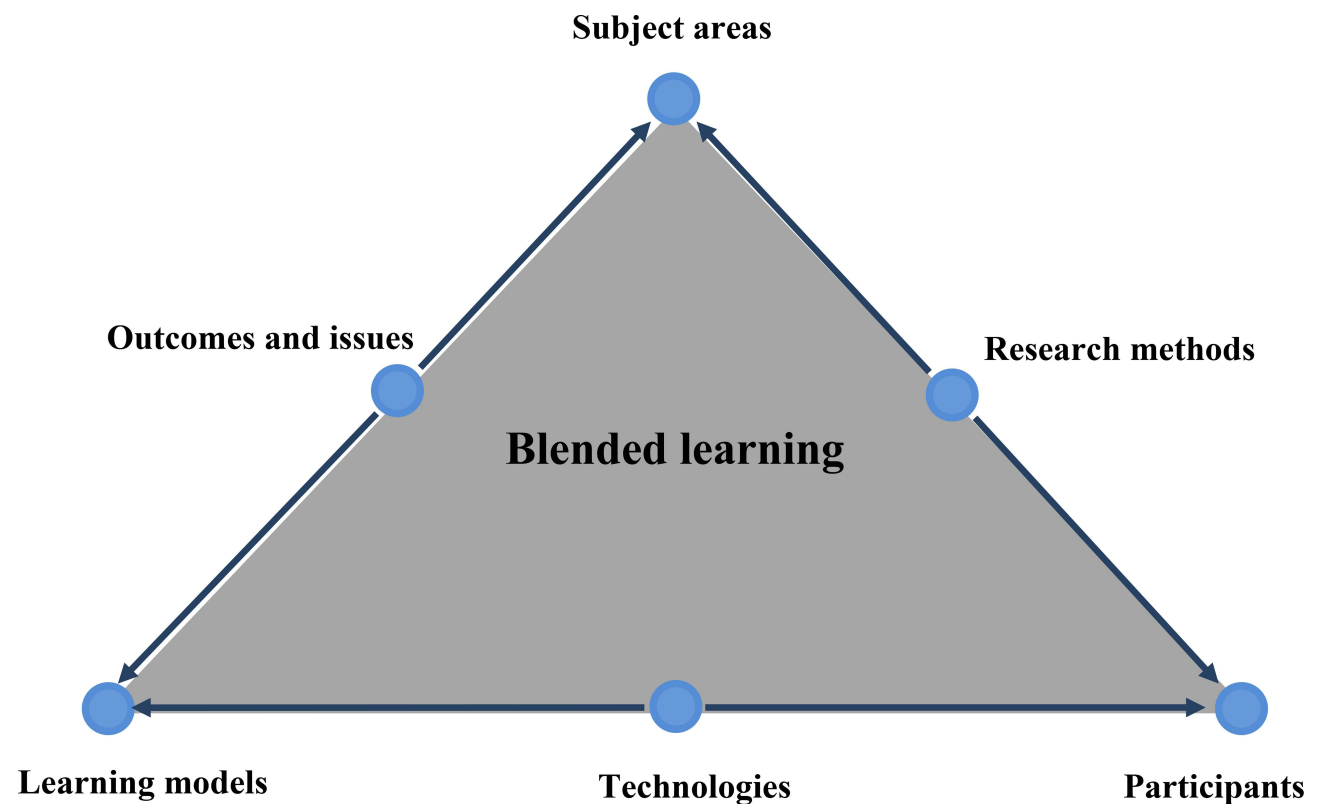 Subject areas
Outcomes and issues
Research methods
Blended learning
Learning models
Technologies
Participants